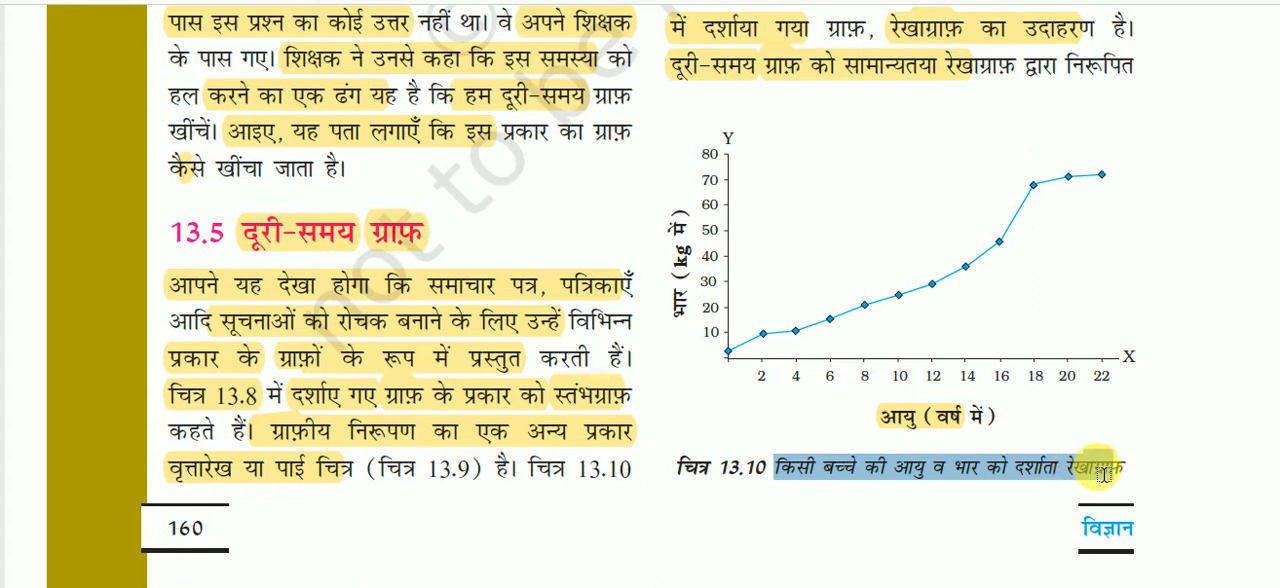 पास इस प्रश्न का कोई उत्तर नहीं था। वे अपने शिक्षक
के पास गए। शिक्षक ने उनसे कहा कि इस समस्या को
हल करने का एक ढंग यह है कि हम दूरी-समय ग्राफ़
खींचें। आइए, यह पता लगाएँ कि इस प्रकार का ग्राफ़
कैसे खींचा जाता है।
13.5 दूरी-समय ग्राफ़
आपने यह देखा होगा कि समाचार पत्र, पत्रिकाएँ
आदि सूचनाओं को रोचक बनाने के लिए उन्हें विभिन्न
प्रकार के ग्राफ़ों के रूप में प्रस्तुत करती हैं।
चित्र 13.8 में दर्शाए गए ग्राफ़ के प्रकार को स्तंभग्राफ़
कहते हैं। ग्राफ़ीय निरूपण का एक अन्य प्रकार
वृत्तारेख या पाई चित्र (चित्र 13.9) है। चित्र 13.10
160
में दर्शाया गया ग्राफ़, रेखाग्राफ़ का उदाहरण है।
दूरी-समय ग्राफ़ को सामान्यतया रेखाग्राफ़ द्वारा निरूपित
Y
80
70
60
50
40
30
20
10
भार (kg में)
X
2 4 6 8 10 12 14 16 18 20 22
आयु (वर्ष में)
चित्र 13.10 किसी बच्चे की आयु व भार को दर्शाता रेखाग्राफ़
विज्ञान
not to be